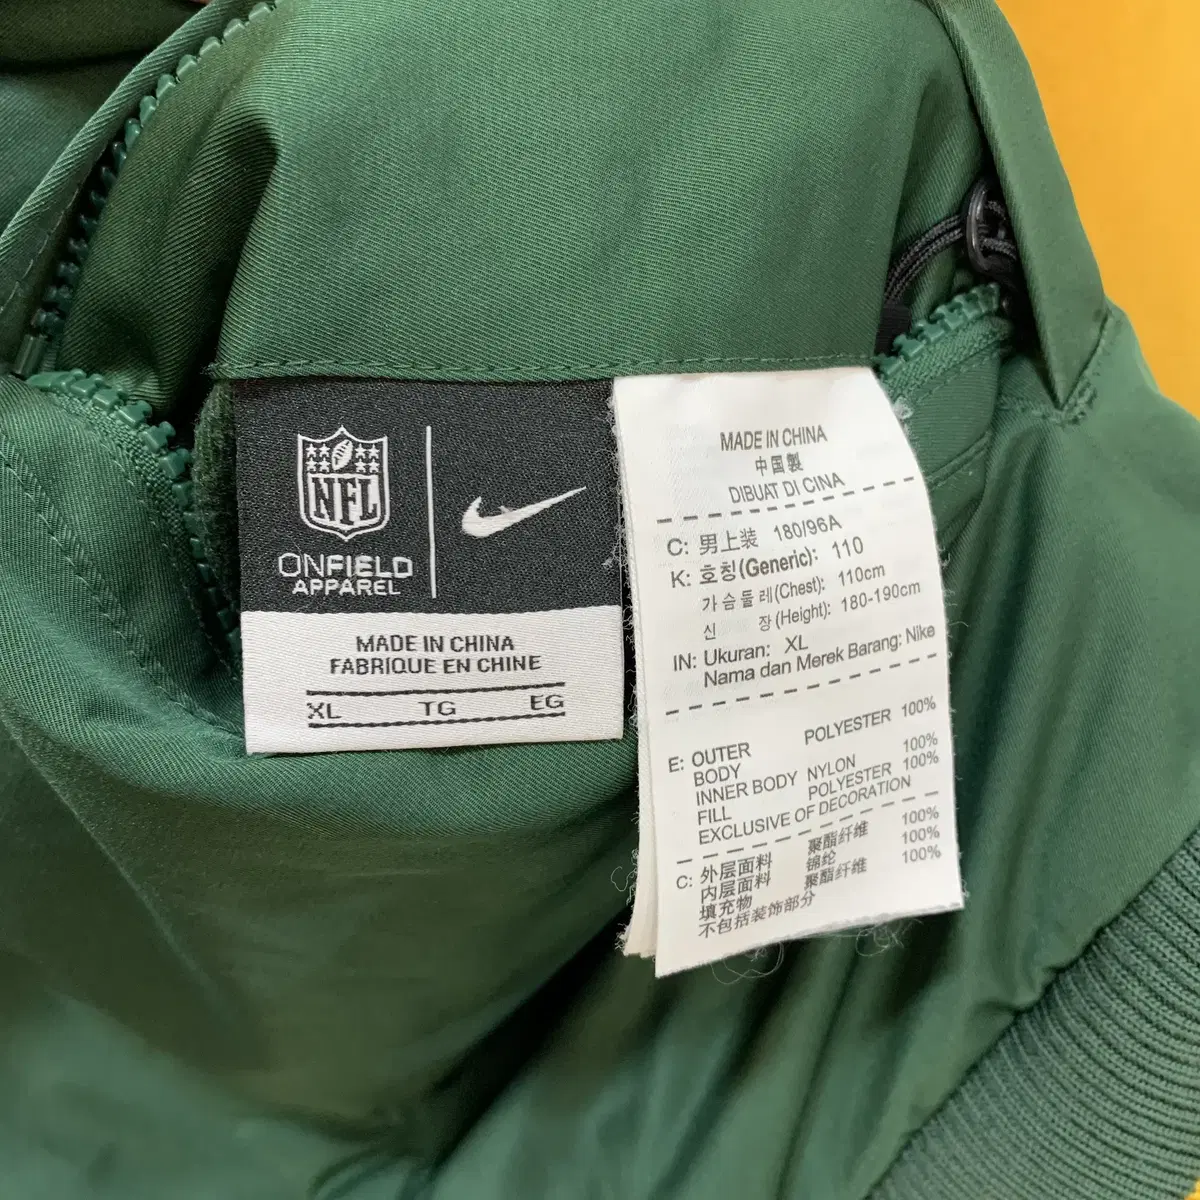 NFL
ONFIELD
APPAREL
MADE IN CHINA
FABRIQUE EN CHINE
XL TG EG
MADE IN CHINA
中国製
DIBUAT DI CINA
C: 男上装 180/96A
K: 호칭(Generic): 110
가슴둘레(Chest): 110cm
신 장(Height): 180-190cm
IN: Ukuran: XL
Nama dan Merek Barang: Nike
E: OUTER
BODY POLYESTER 100%
INNER BODY NYLON 100%
FILL POLYESTER 100%
EXCLUSIVE OF DECORATION
C: 外层面料 聚酯纤维 100%
内层面料 锦纶 100%
填充物 聚酯纤维 100%
不包括装饰部分